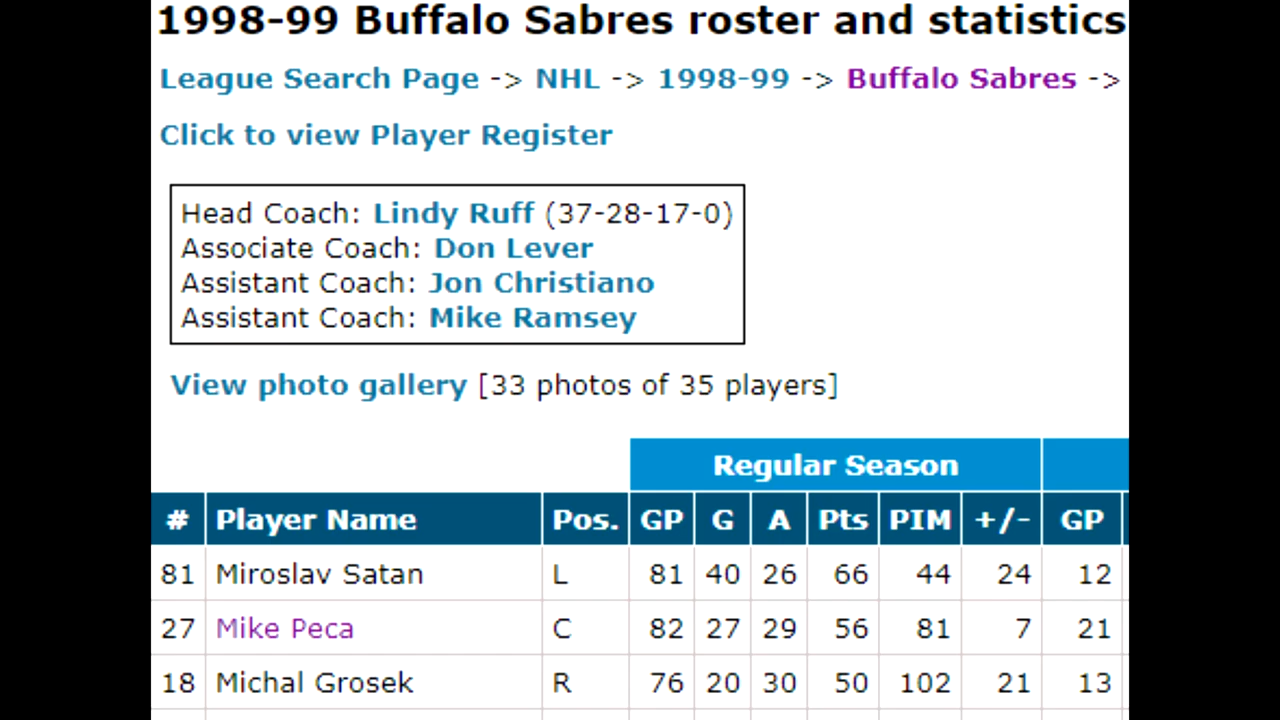 1998-99 Buffalo Sabres roster and statistics
League Search Page -> NHL -> 1998-99 -> Buffalo Sabres ->
Click to view Player Register
Head Coach: Lindy Ruff (37-28-17-0)
Associate Coach: Don Lever
Assistant Coach: Jon Christiano
Assistant Coach: Mike Ramsey
View photo gallery [33 photos of 35 players]
Regular Season
# Player Name Pos. GP G A Pts PIM +/- GP
81 Miroslav Satan L 81 40 26 66 44 24 12
27 Mike Peca C 82 27 29 56 81 7 21
18 Michal Grosek R 76 20 30 50 102 21 13